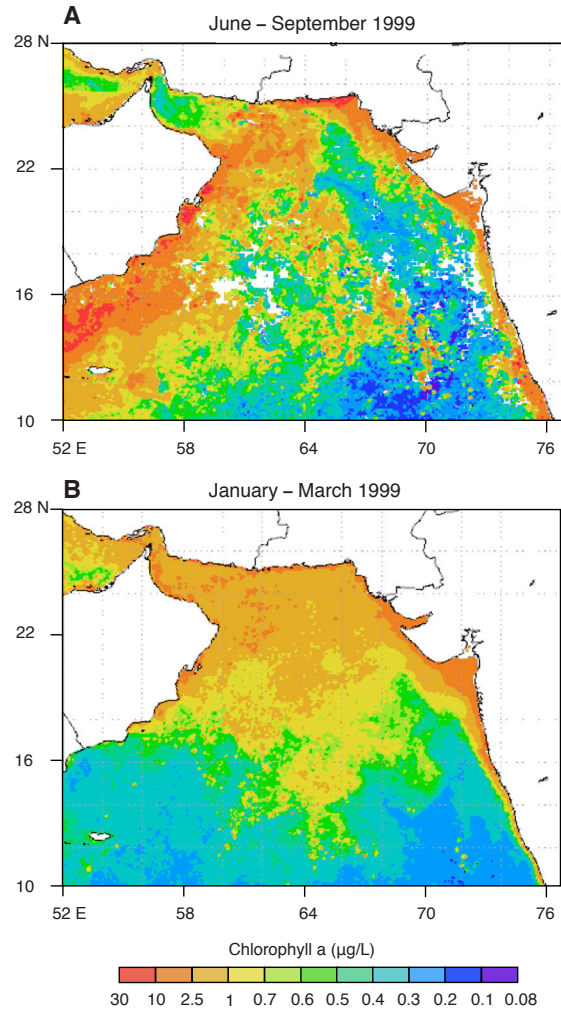 A
June – September 1999
28 N
22
16
10
52 E 58 64 70 76
B
January – March 1999
28 N
22
16
10
52 E 58 64 70 76
Chlorophyll a (µg/L)
30 10 2.5 1 0.7 0.6 0.5 0.4 0.3 0.2 0.1 0.08